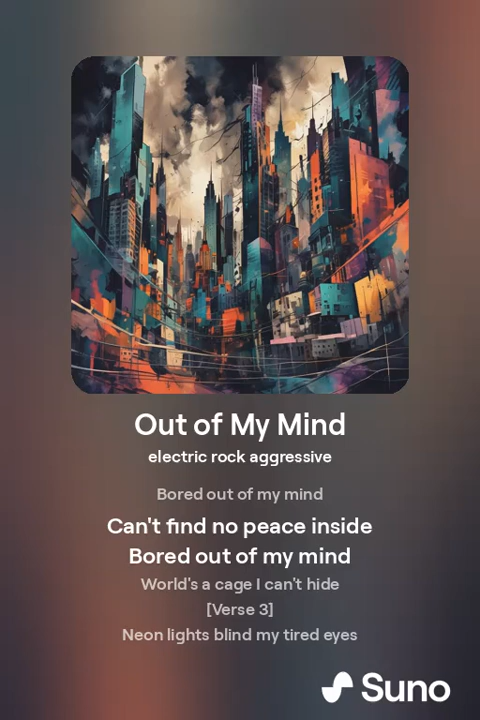 Out of My Mind
electric rock aggressive
Bored out of my mind
Can't find no peace inside
Bored out of my mind
World's a cage I can't hide
[Verse 3]
Neon lights blind my tired eyes
Suno